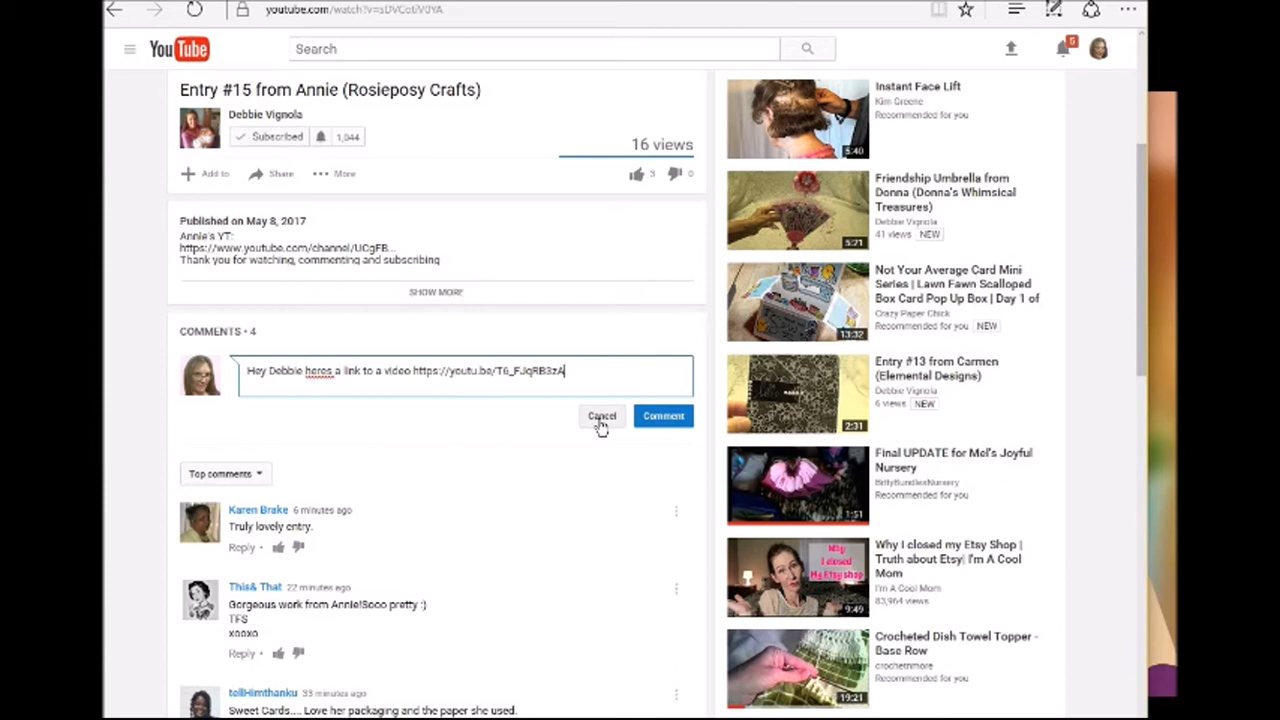 youtube.com/watch?v=sDVCotiV0YA
YouTube
Search
5
Entry #15 from Annie (Rosieposy Crafts)
Debbie Vignola
Subscribed 1,044
16 views
Add to Share More 3 0
Published on May 8, 2017
Annie's YT:
https://www.youtube.com/channel/UCgFB...
Thank you for watching, commenting and subscribing
SHOW MORE
COMMENTS • 4
Hey Debbie heres a link to a video https://youtu.be/T6_FJqRB3zA
Cancel Comment
Top comments
Karen Brake 6 minutes ago
Truly lovely entry.
Reply •
This& That 22 minutes ago
Gorgeous work from Annie!Sooo pretty :)
TFS
xooxo
Reply •
tellHimthanku 33 minutes ago
Sweet Cards.... Love her packaging and the paper she used.
Instant Face Lift
Kim Greene
Recommended for you
5:40
Friendship Umbrella from
Donna (Donna's Whimsical
Treasures)
Debbie Vignola
41 views NEW
5:21
Not Your Average Card Mini
Series | Lawn Fawn Scalloped
Box Card Pop Up Box | Day 1 of
Crazy Paper Chick
Recommended for you NEW
13:32
Entry #13 from Carmen
(Elemental Designs)
Debbie Vignola
6 views NEW
2:31
Final UPDATE for Mel's Joyful
Nursery
BittyBundlesNursery
Recommended for you
1:51
Why I closed my Etsy Shop |
Truth about Etsy| I'm A Cool
Mom
I'm A Cool Mom
83,964 views
Why
I closed
My Etsy shop
9:49
Crocheted Dish Towel Topper -
Base Row
crochetnmore
Recommended for you
19:21